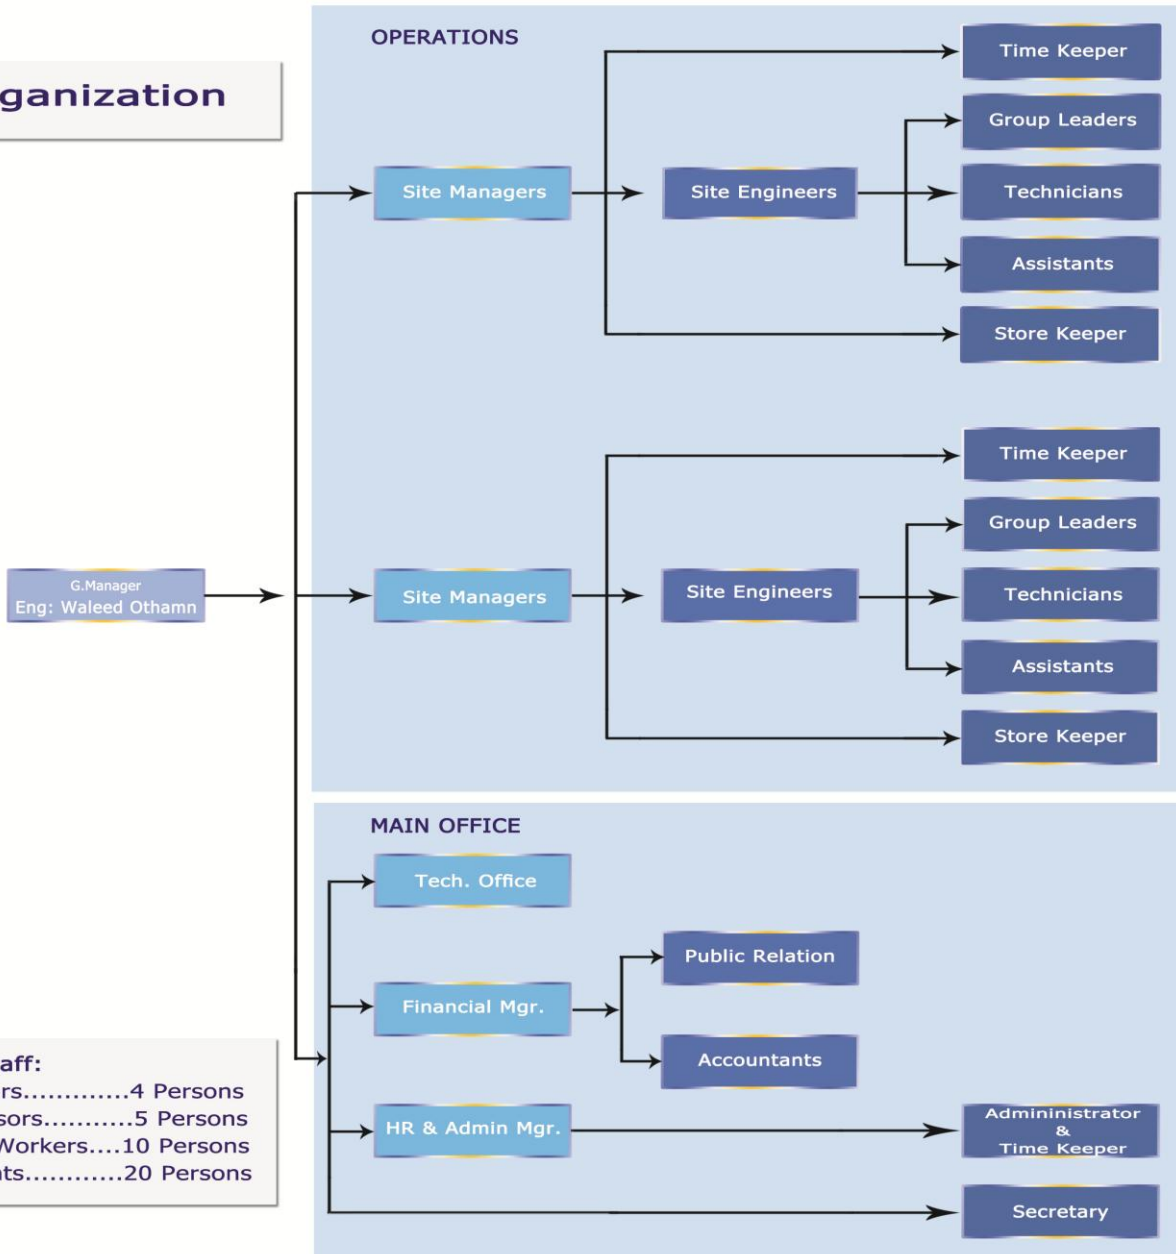 ganization
OPERATIONS
Site Managers
Site Engineers
Time Keeper
Group Leaders
Technicians
Assistants
Store Keeper
G.Manager
Eng: Waleed Othamn
Site Managers
Site Engineers
Time Keeper
Group Leaders
Technicians
Assistants
Store Keeper
MAIN OFFICE
Tech. Office
Financial Mgr.
Public Relation
Accountants
HR & Admin Mgr.
Admininistrator
&
Time Keeper
Secretary
aff:
rs.............4 Persons
sors...........5 Persons
Workers....10 Persons
ts............20 Persons